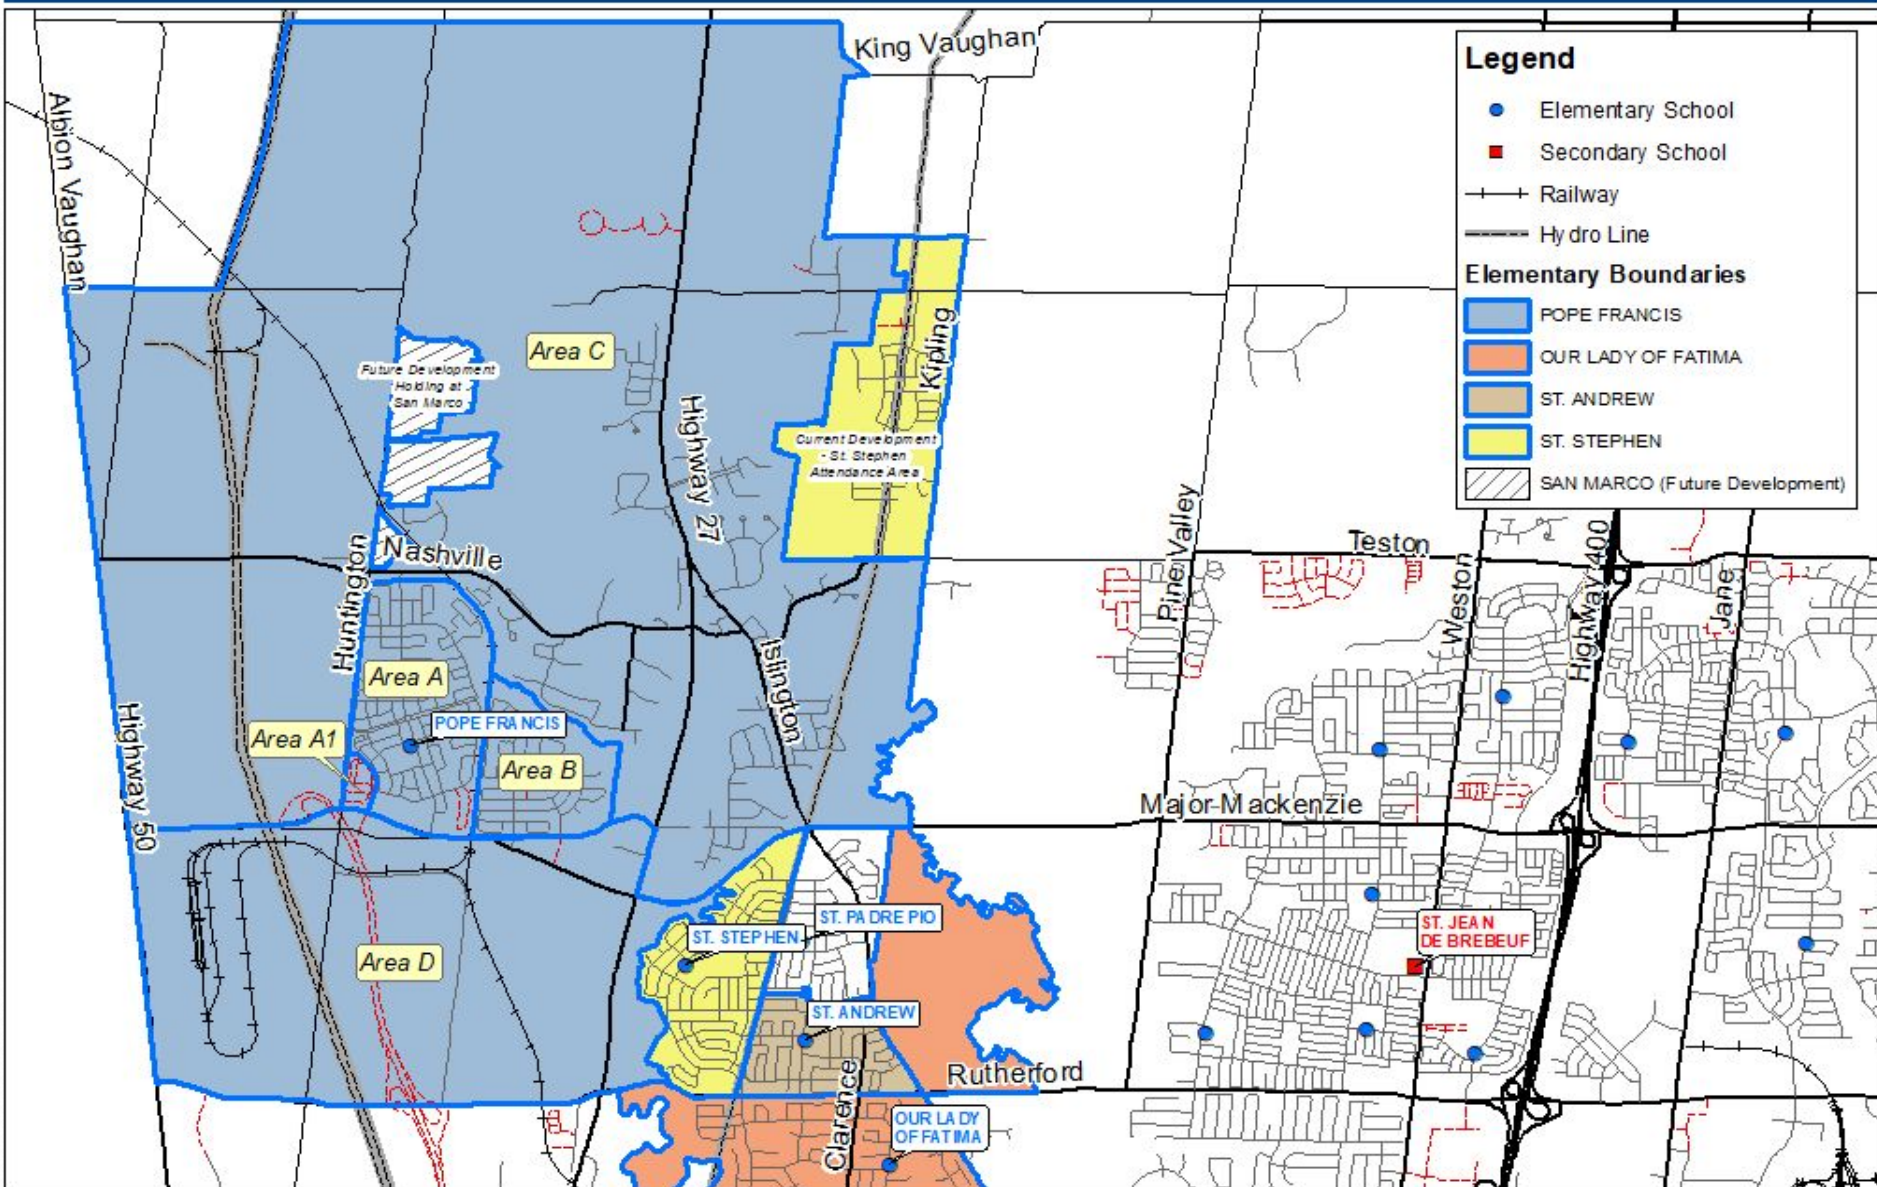 King Vaughan
Albion Vaughan
Legend
Elementary School
Secondary School
Railway
Hydro Line
Elementary Boundaries
POPE FRANCIS
OUR LADY OF FATIMA
ST. ANDREW
ST. STEPHEN
SAN MARCO (Future Development)
Area C
Future Development
Holding at
San Marco
Kipling
Highway 27
Current Development
- St. Stephen
Attendance Area
Nashville
Huntington
Pine Valley
Teston
Weston
Highway 400
Jane
Islington
Area A
POPE FRANCIS
Area A1
Area B
Highway 50
Major Mackenzie
ST. PADRE PIO
ST. STEPHEN
ST. JEAN
DE BREBEUF
Area D
ST. ANDREW
Rutherford
Clarence
OUR LADY
OF FATIMA